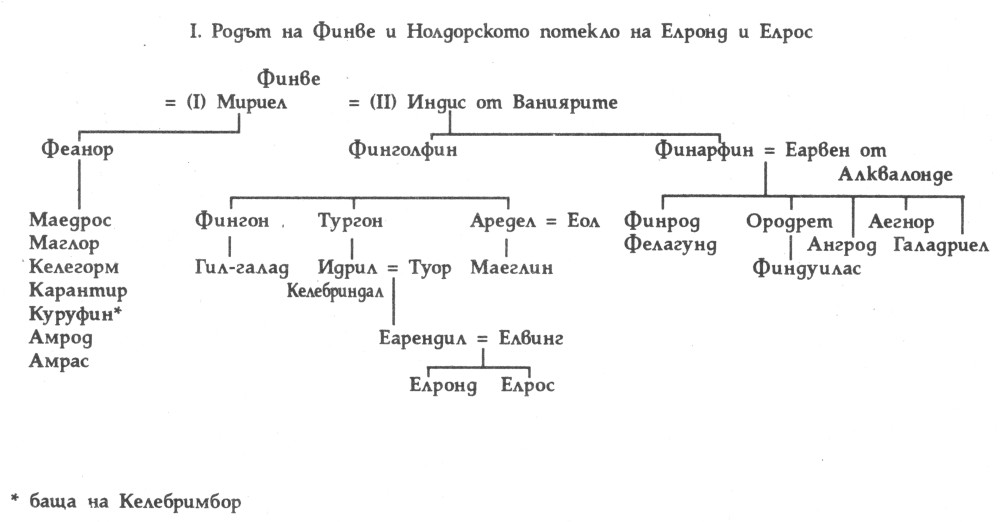 I. Родът на Финве и Нолдорското потекло на Елронд и Елрос
Финве
= (I) Мириел = (II) Индис от Ваниярите
Феанор Финголфин Финарфин = Еарвен от
Алквалонде
Маедрос Фингон Тургон Аредел = Еол Финрод Ородрет Аегнор
Маглор Фелагунд Ангрод Галадриел
Келегорм Гил-галад Идрил = Туор Маеглин Финдуилас
Карантир Келебриндал
Куруфин*
Амрод Еарендил = Елвинг
Амрас
Елронд Елрос
* баща на Келебримбор